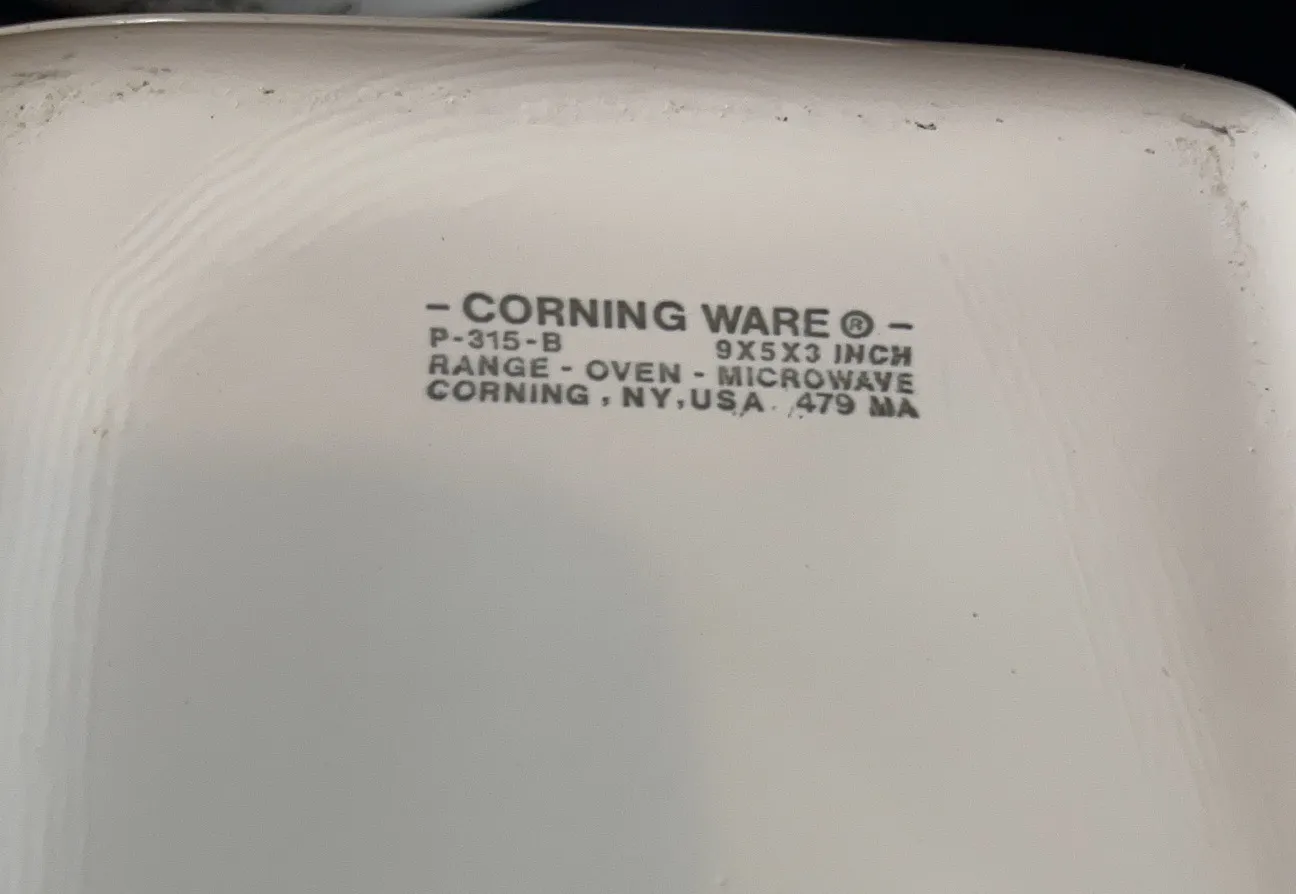 - CORNING WARE ® -
P-315-B 9X5X3 INCH
RANGE - OVEN - MICROWAVE
CORNING , NY, USA 479 MA